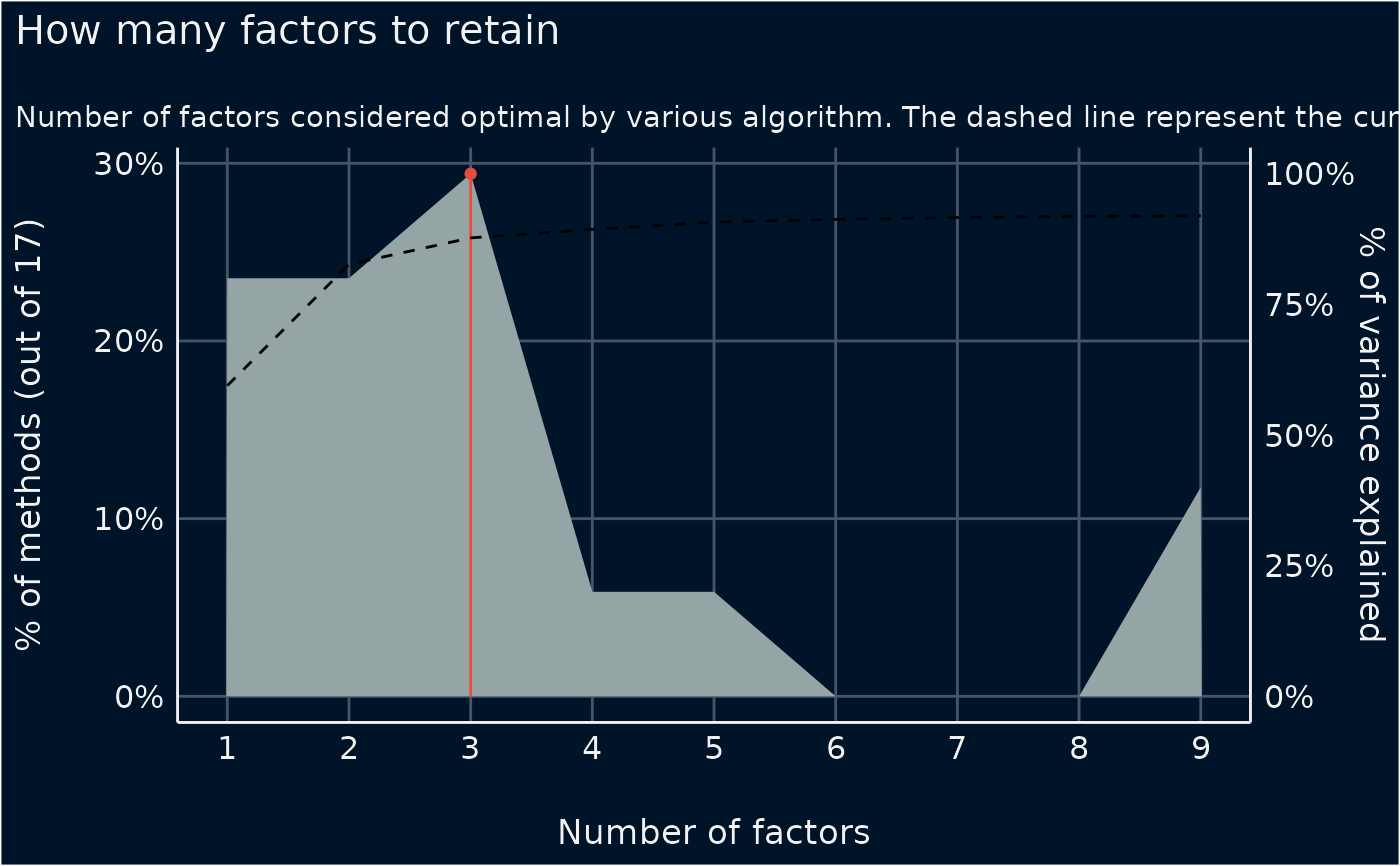 How many factors to retain
Number of factors considered optimal by various algorithm. The dashed line represent the cur
30%
20%
10%
0%
% of methods (out of 17)
100%
75%
50%
25%
0%
% of variance explained
1 2 3 4 5 6 7 8 9
Number of factors